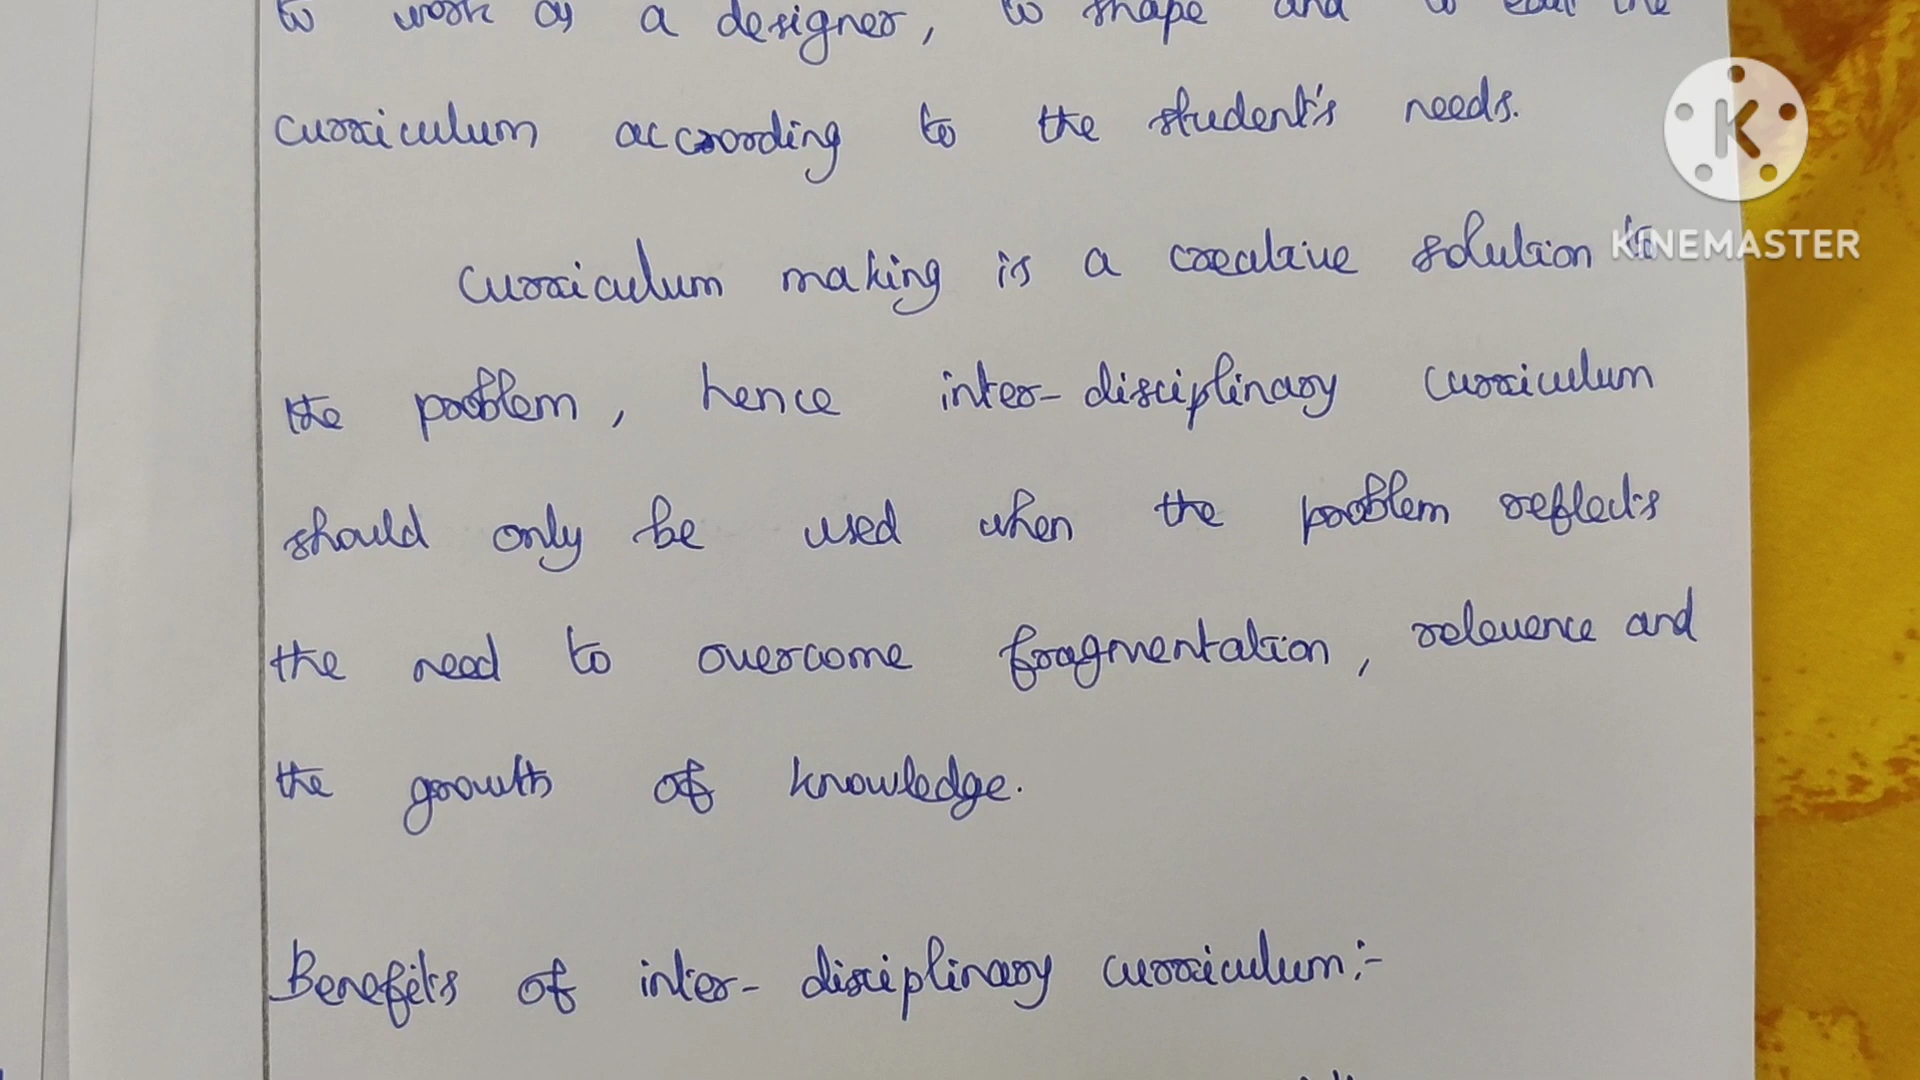 to work as a designer, to shape and to edit the
curriculum according to the student's needs.
K
KINEMASTER
Curriculum making is a creative solution to
the problem, hence inter-disciplinary curriculum
should only be used when the problem reflects
the need to overcome fragmentation, relevence and
the growth of knowledge.
Benefits of inter-disciplinary curriculum:-